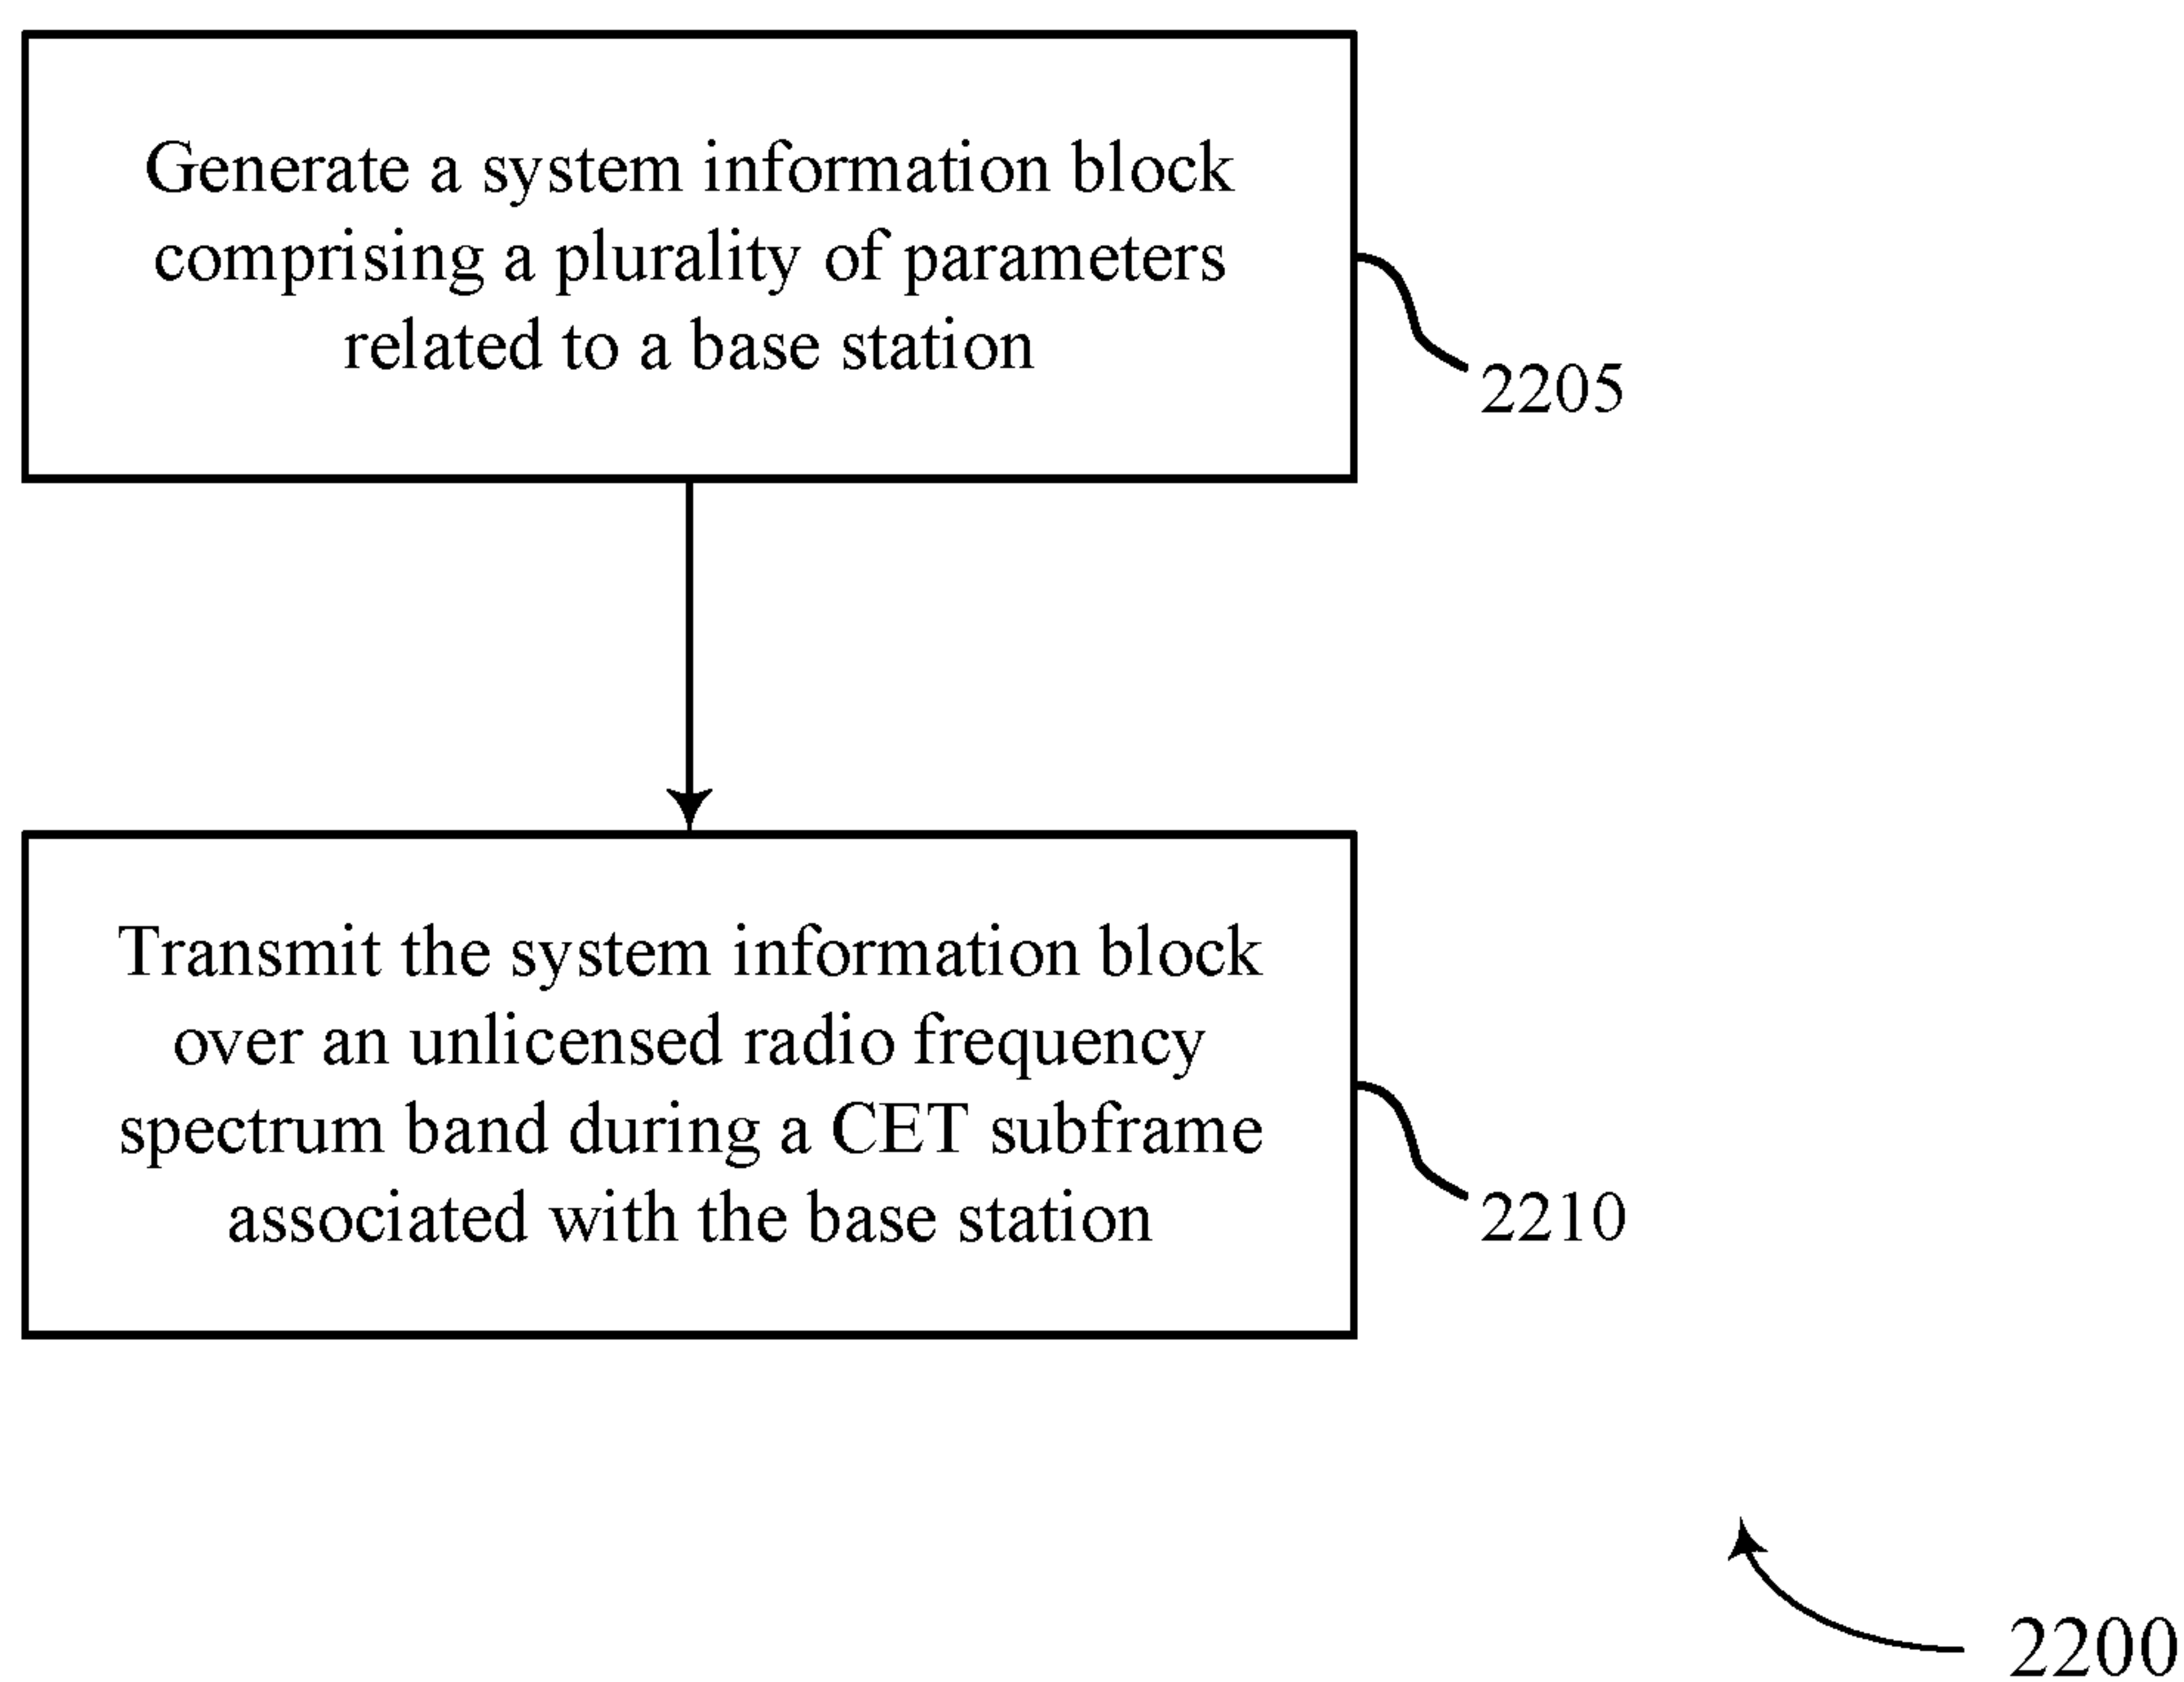 Generate a system information block
comprising a plurality of parameters
related to a base station
2205
Transmit the system information block
over an unlicensed radio frequency
spectrum band during a CET subframe
associated with the base station
2210
2200